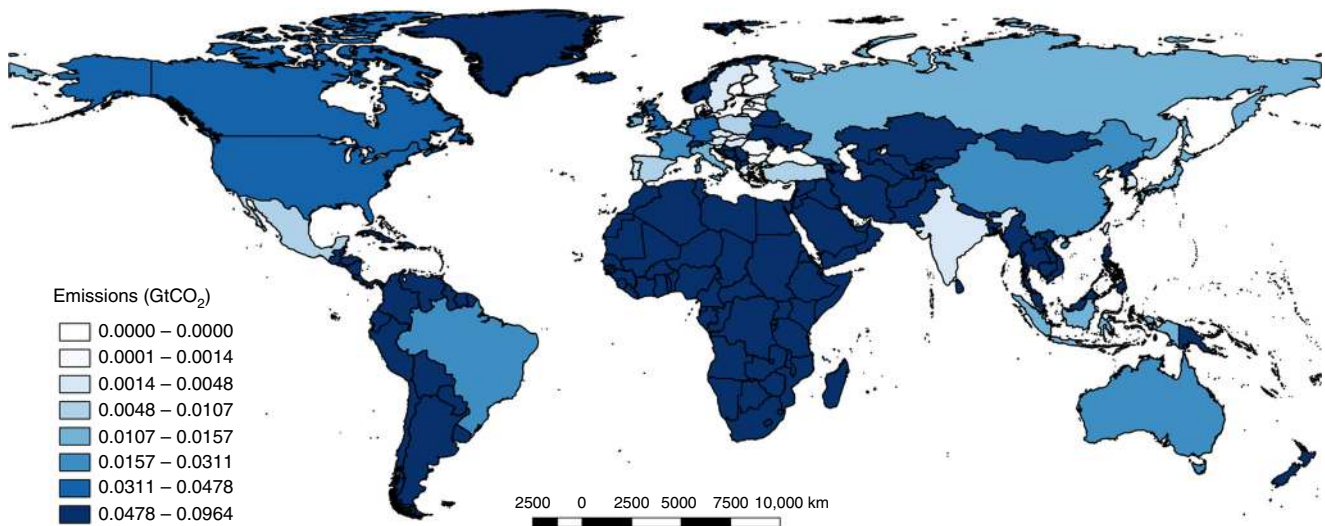 Emissions (GtCO₂)
0.0000 – 0.0000
0.0001 – 0.0014
0.0014 – 0.0048
0.0048 – 0.0107
0.0107 – 0.0157
0.0157 – 0.0311
0.0311 – 0.0478
0.0478 – 0.0964
2500 0 2500 5000 7500 10,000 km